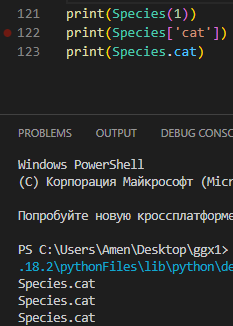 121 print(Species(1))
122 print(Species['cat'])
123 print(Species.cat)
PROBLEMS OUTPUT DEBUG CONSO
Windows PowerShell
(C) Корпорация Майкрософт (Micr
Попробуйте новую кроссплатформе
PS C:\Users\Amen\Desktop\ggx1>
.18.2\pythonFiles\lib\python\de
Species.cat
Species.cat
Species.cat